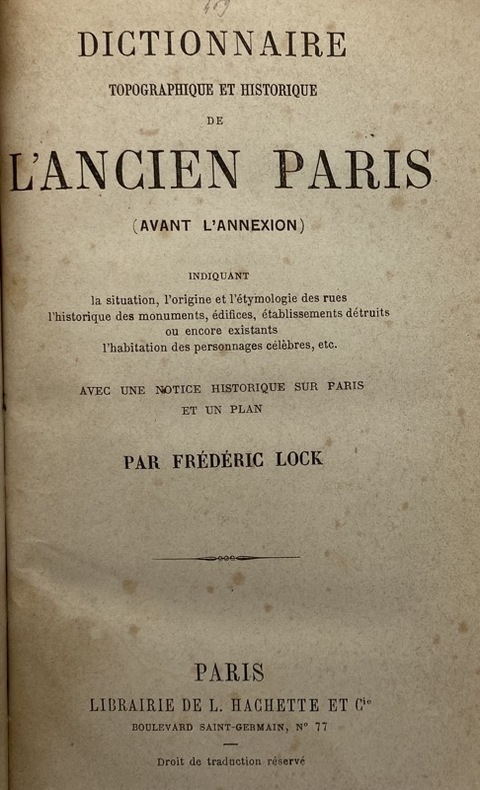 DICTIONNAIRE
TOPOGRAPHIQUE ET HISTORIQUE
DE
L'ANCIEN PARIS
(AVANT L'ANNEXION)
INDIQUANT
la situation, l'origine et l'étymologie des rues
l'historique des monuments, édifices, établissements détruits
ou encore existants
l'habitation des personnages célèbres, etc.
AVEC UNE NOTICE HISTORIQUE SUR PARIS
ET UN PLAN
PAR FRÉDÉRIC LOCK
PARIS
LIBRAIRIE DE L. HACHETTE ET Cie
BOULEVARD SAINT-GERMAIN, N° 77
Droit de traduction réservé